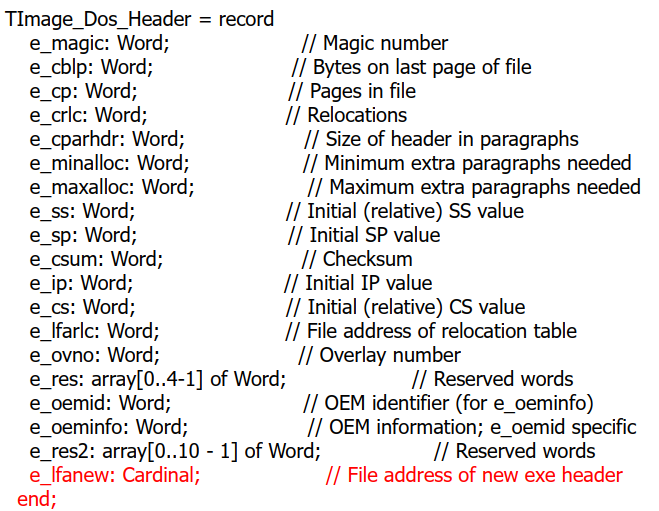 TImage_Dos_Header = record
e_magic: Word; // Magic number
e_cblp: Word; // Bytes on last page of file
e_cp: Word; // Pages in file
e_crlc: Word; // Relocations
e_cparhdr: Word; // Size of header in paragraphs
e_minalloc: Word; // Minimum extra paragraphs needed
e_maxalloc: Word; // Maximum extra paragraphs needed
e_ss: Word; // Initial (relative) SS value
e_sp: Word; // Initial SP value
e_csum: Word; // Checksum
e_ip: Word; // Initial IP value
e_cs: Word; // Initial (relative) CS value
e_lfarlc: Word; // File address of relocation table
e_ovno: Word; // Overlay number
e_res: array[0..4-1] of Word; // Reserved words
e_oemid: Word; // OEM identifier (for e_oeminfo)
e_oeminfo: Word; // OEM information; e_oemid specific
e_res2: array[0..10 - 1] of Word; // Reserved words
e_lfanew: Cardinal; // File address of new exe header
end;